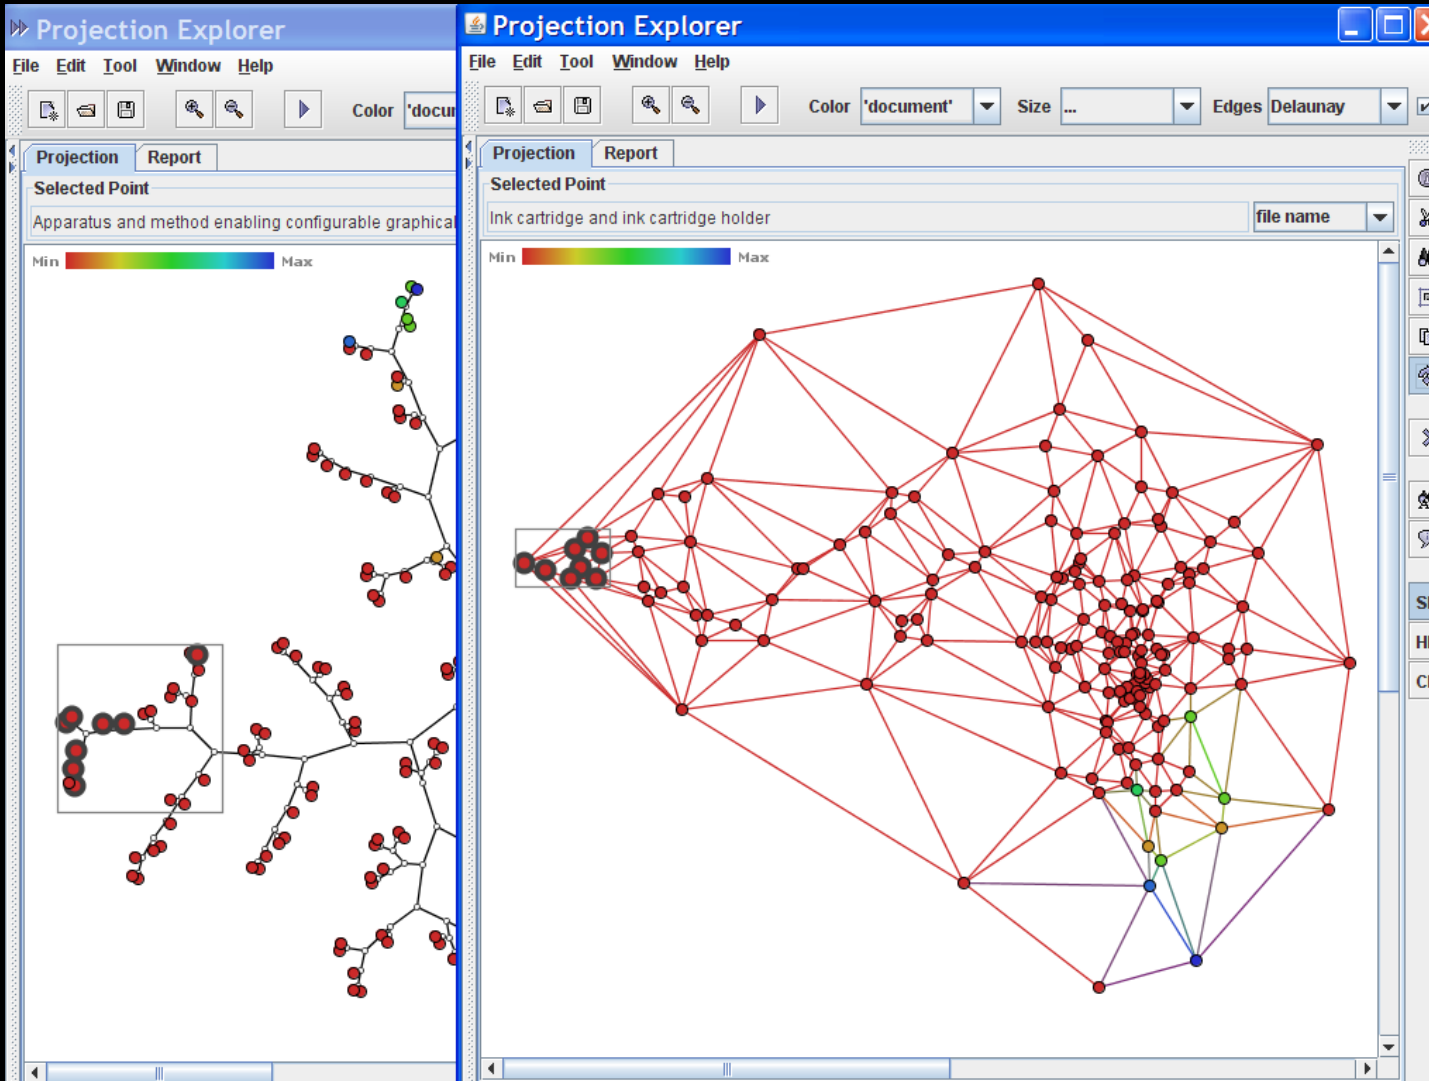 Projection Explorer
File Edit Tool Window Help
Color 'docur
Projection Report
Selected Point
Apparatus and method enabling configurable graphical
Min Max
Projection Explorer
File Edit Tool Window Help
Color 'document' Size ... Edges Delaunay
Projection Report
Selected Point
Ink cartridge and ink cartridge holder file name
Min Max